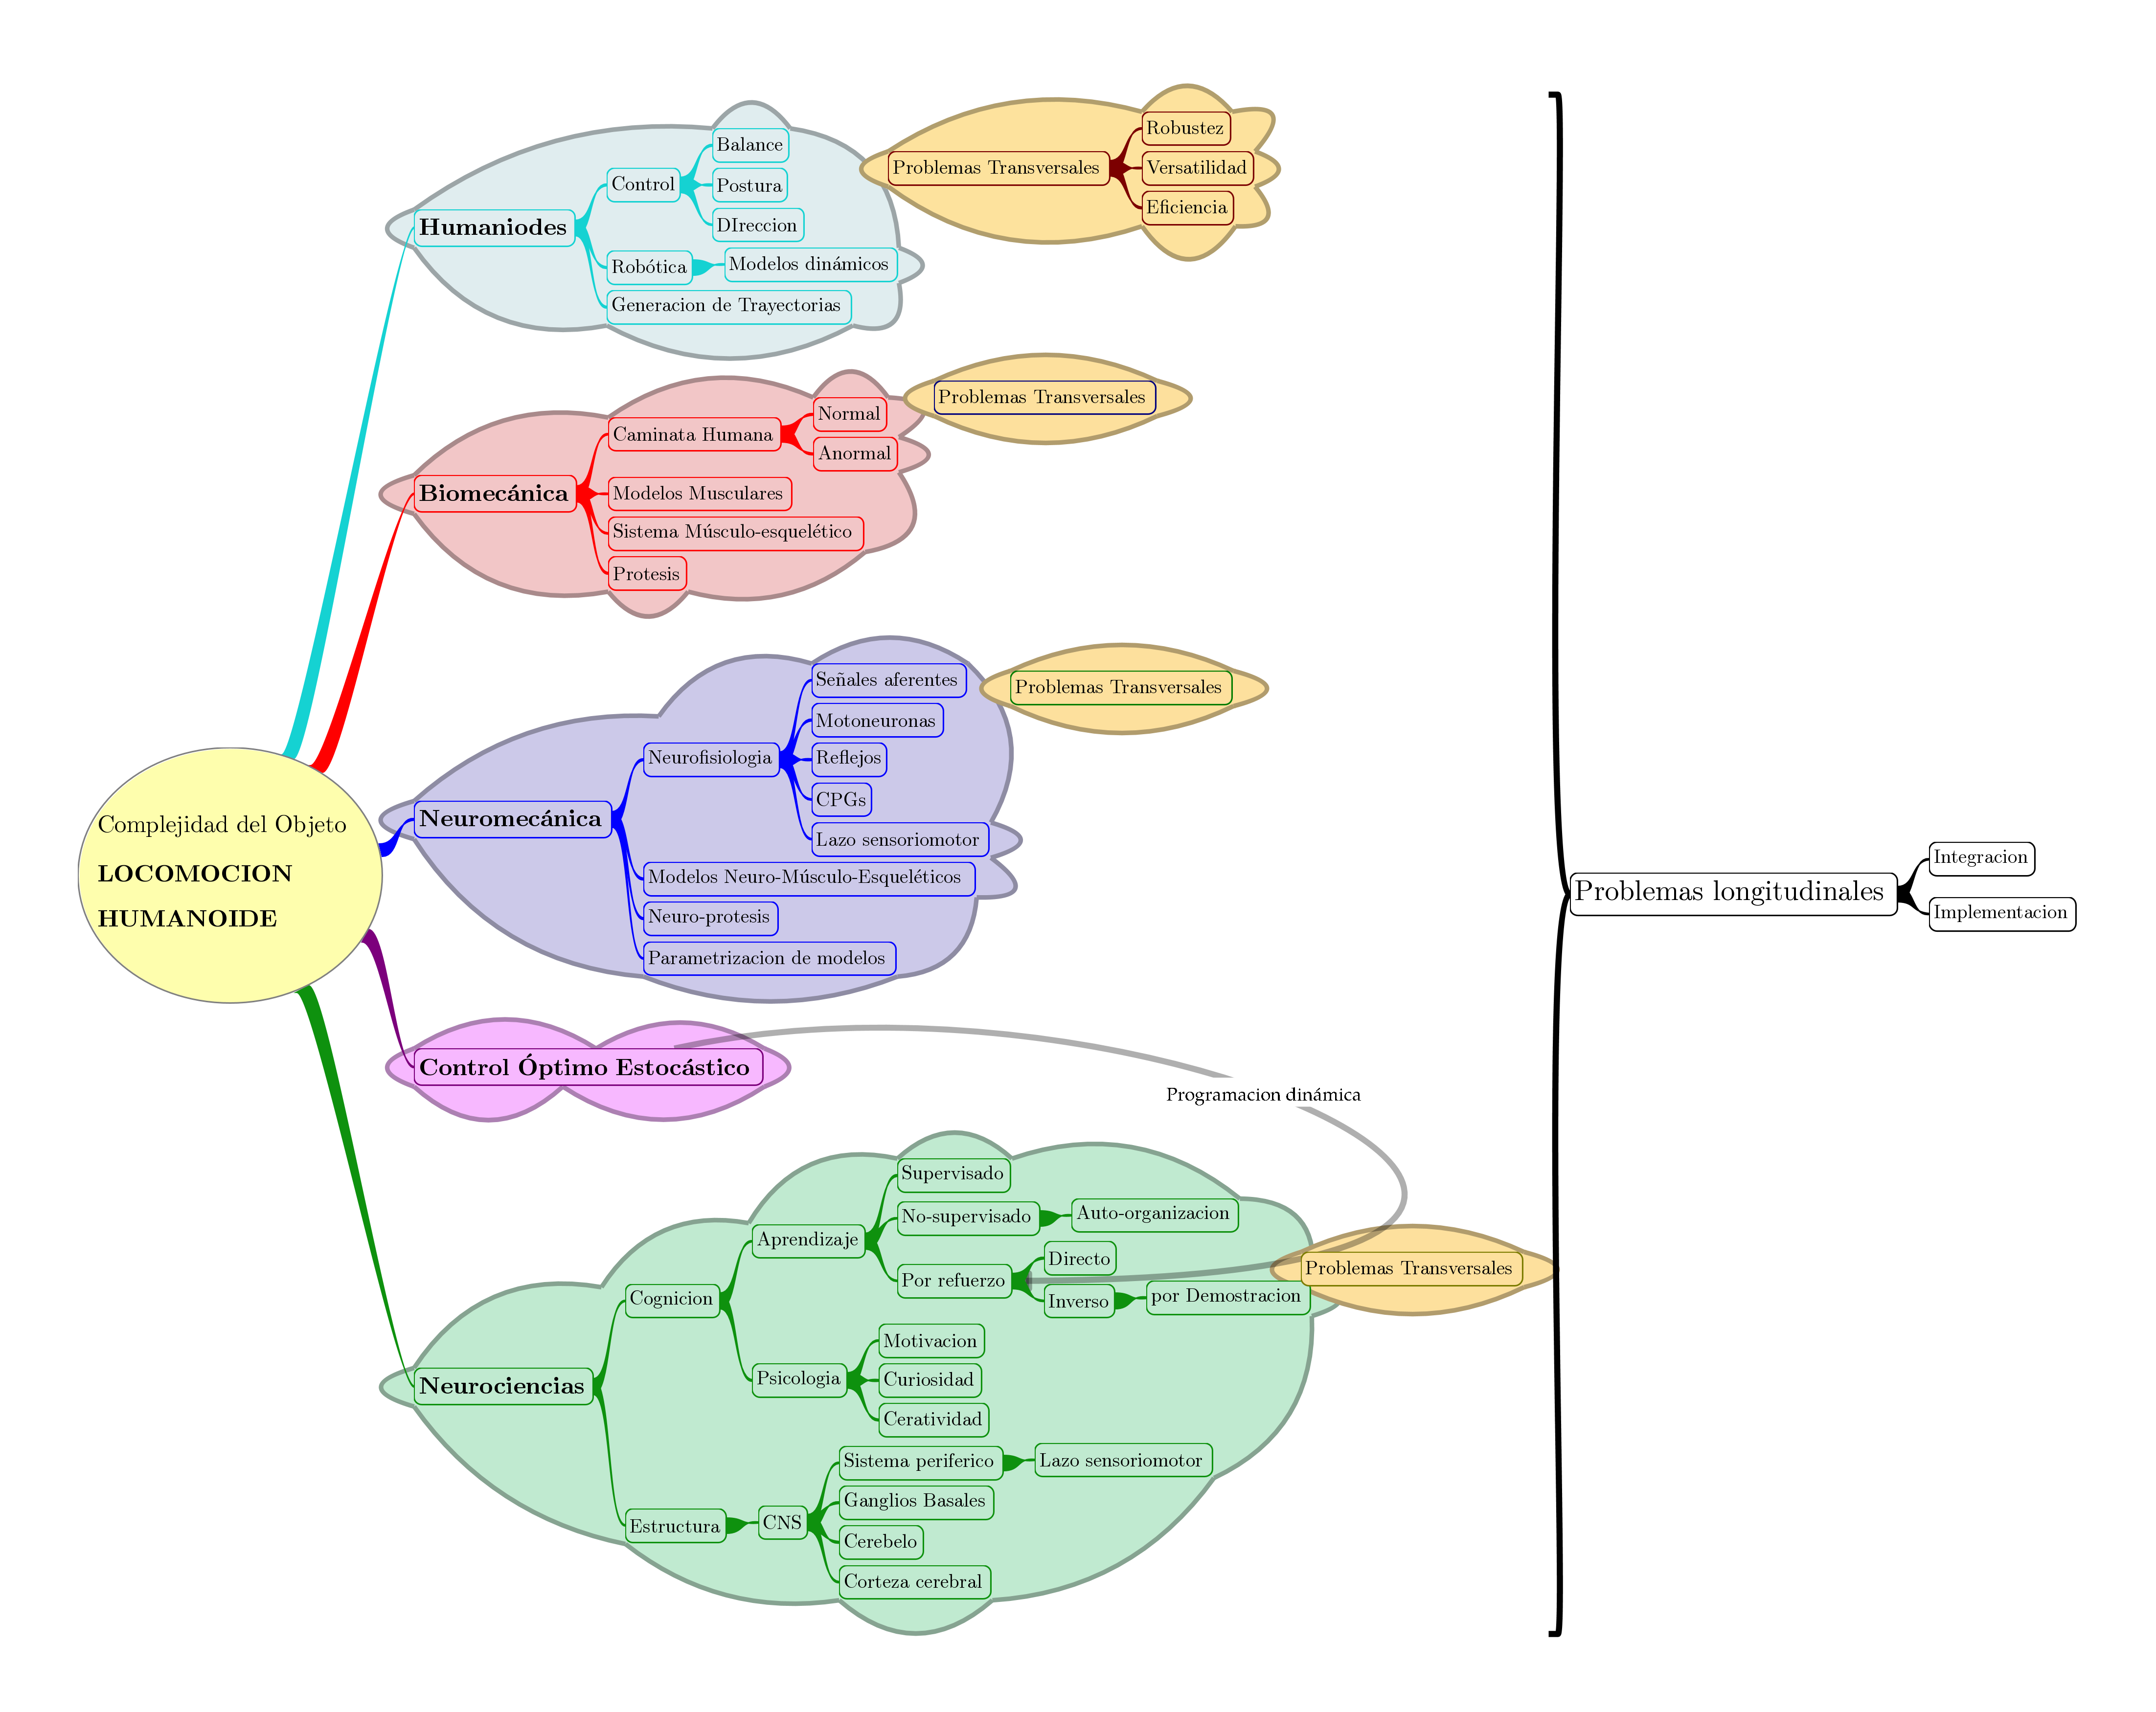 Complejidad del Objeto
LOCOMOCION
HUMANOIDE
Humaniodes
Control
Balance
Postura
DIreccion
Robótica
Modelos dinámicos
Generacion de Trayectorias
Problemas Transversales
Robustez
Versatilidad
Eficiencia
Biomecánica
Caminata Humana
Normal
Anormal
Modelos Musculares
Sistema Músculo-esquelético
Protesis
Problemas Transversales
Neuromecánica
Neurofisiologia
Señales aferentes
Motoneuronas
Reflejos
CPGs
Lazo sensoriomotor
Modelos Neuro-Músculo-Esqueléticos
Neuro-protesis
Parametrizacion de modelos
Problemas Transversales
Control Óptimo Estocástico
Programacion dinámica
Neurociencias
Cognicion
Aprendizaje
Supervisado
No-supervisado
Auto-organizacion
Por refuerzo
Directo
Inverso
por Demostracion
Psicologia
Motivacion
Curiosidad
Ceratividad
Estructura
CNS
Sistema periferico
Lazo sensoriomotor
Ganglios Basales
Cerebelo
Corteza cerebral
Problemas Transversales
Problemas longitudinales
Integracion
Implementacion